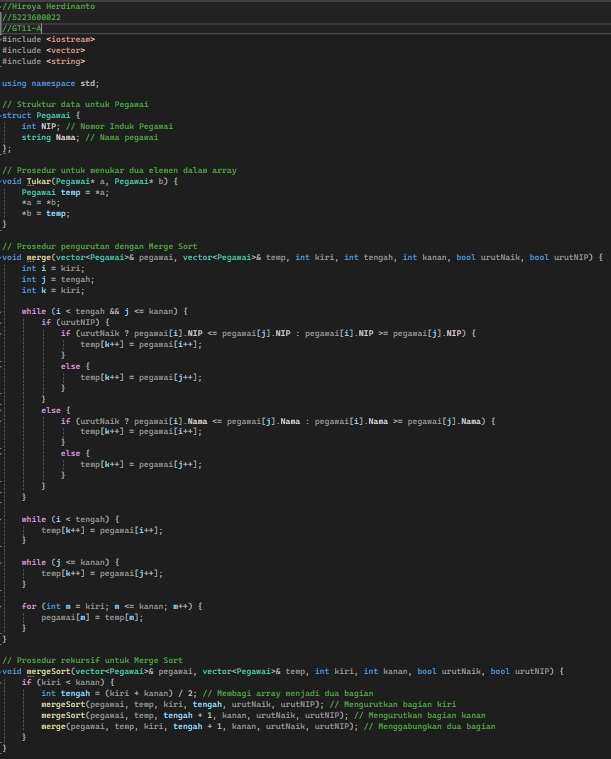 //Hiroya Herdinanto
//5223600022
//GT11-A
#include <iostream>
#include <vector>
#include <string>

using namespace std;

// Struktur data untuk Pegawai
struct Pegawai {
    int NIP; // Nomor Induk Pegawai
    string Nama; // Nama pegawai
};

// Prosedur untuk menukar dua elemen dalam array
void Tukar(Pegawai* a, Pegawai* b) {
    Pegawai temp = *a;
    *a = *b;
    *b = temp;
}

// Prosedur pengurutan dengan Merge Sort
void merge(vector<Pegawai>& pegawai, vector<Pegawai>& temp, int kiri, int tengah, int kanan, bool urutNaik, bool urutNIP) {
    int i = kiri;
    int j = tengah;
    int k = kiri;

    while (i < tengah && j <= kanan) {
        if (urutNIP) {
            if (urutNaik ? pegawai[i].NIP <= pegawai[j].NIP : pegawai[i].NIP >= pegawai[j].NIP) {
                temp[k++] = pegawai[i++];
            }
            else {
                temp[k++] = pegawai[j++];
            }
        }
        else {
            if (urutNaik ? pegawai[i].Nama <= pegawai[j].Nama : pegawai[i].Nama >= pegawai[j].Nama) {
                temp[k++] = pegawai[i++];
            }
            else {
                temp[k++] = pegawai[j++];
            }
        }
    }

    while (i < tengah) {
        temp[k++] = pegawai[i++];
    }

    while (j <= kanan) {
        temp[k++] = pegawai[j++];
    }

    for (int m = kiri; m <= kanan; m++) {
        pegawai[m] = temp[m];
    }
}

// Prosedur rekursif untuk Merge Sort
void mergeSort(vector<Pegawai>& pegawai, vector<Pegawai>& temp, int kiri, int kanan, bool urutNaik, bool urutNIP) {
    if (kiri < kanan) {
        int tengah = (kiri + kanan) / 2; // Membagi array menjadi dua bagian
        mergeSort(pegawai, temp, kiri, tengah, urutNaik, urutNIP); // Mengurutkan bagian kiri
        mergeSort(pegawai, temp, tengah + 1, kanan, urutNaik, urutNIP); // Mengurutkan bagian kanan
        merge(pegawai, temp, kiri, tengah + 1, kanan, urutNaik, urutNIP); // Menggabungkan dua bagian
    }
}